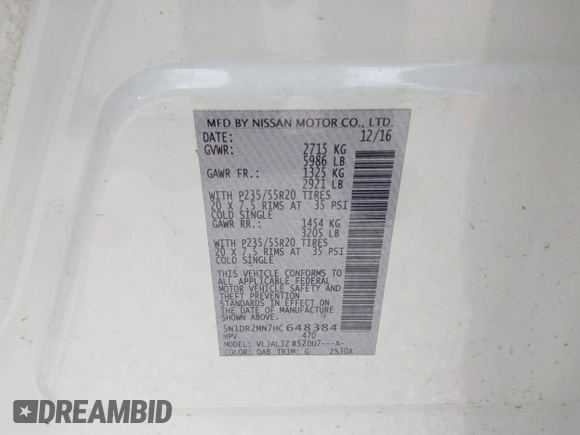 MFD BY NISSAN MOTOR CO., LTD.
DATE: 12/16
GVWR: 2715 KG
5986 LB
GAWR FR.: 1325 KG
2921 LB
WITH P235/55R20 TIRES
20 X 7.5 RIMS AT 35 PSI
COLD SINGLE
GAWR RR.: 1454 KG
3205 LB
WITH P235/55R20 TIRES
20 X 7.5 RIMS AT 35 PSI
COLD SINGLE
THIS VEHICLE CONFORMS TO
ALL APPLICABLE FEDERAL
MOTOR VEHICLE SAFETY AND
THEFT PREVENTION
STANDARDS IN EFFECT ON
THE DATE OF MANUFACTURE
SHOWN ABOVE.
5N1DR2MN7HC648384
MPV 470
MODEL: VLJALJZ R52DU7---A-
COLOR: QAB TRIM: G 2S30A
DREAMBID